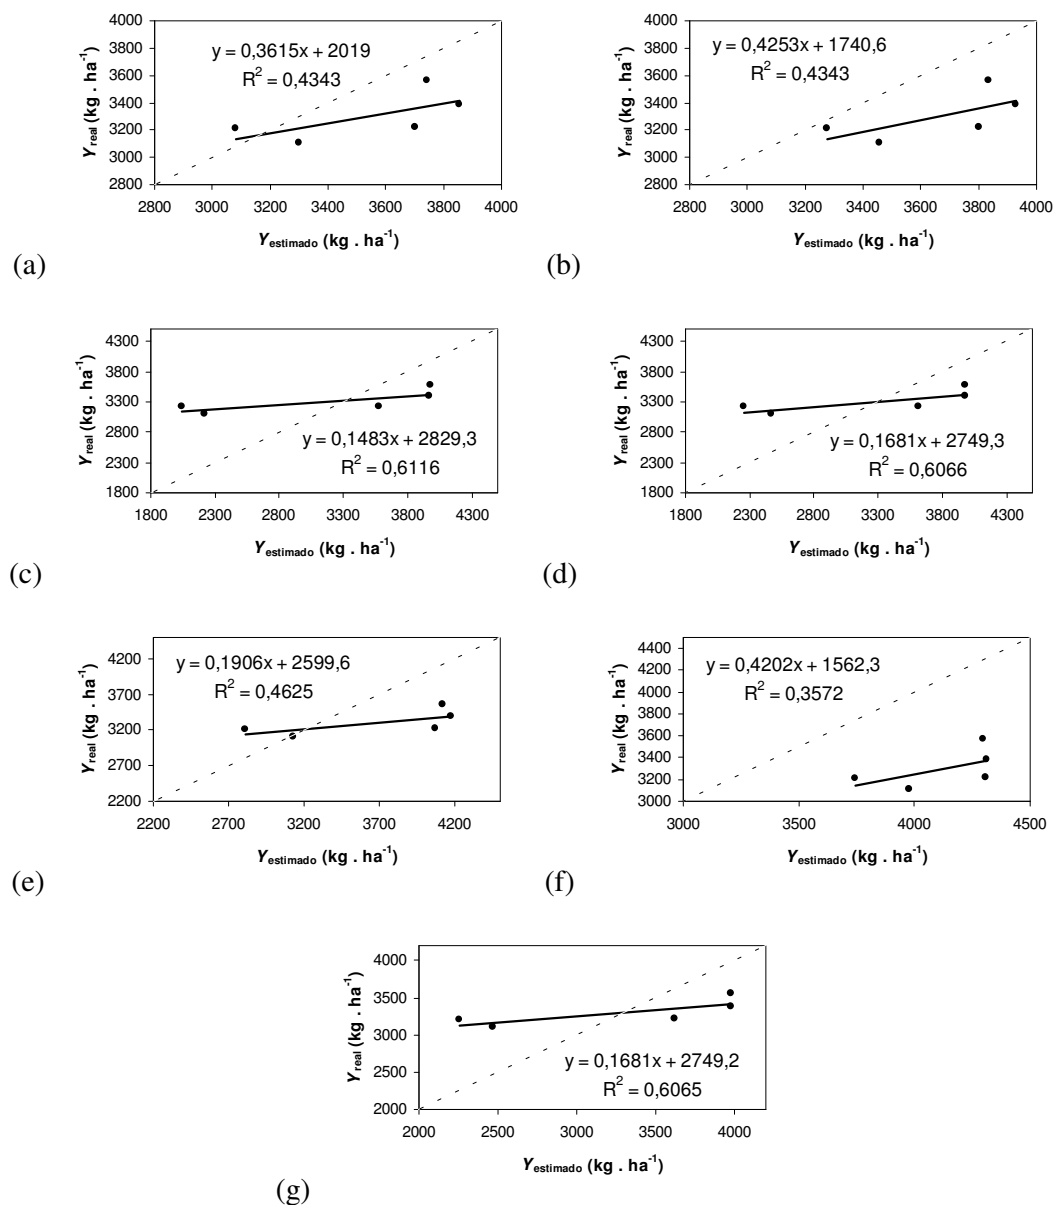 4000
3800
3600
3400
3200
3000
2800
y = 0,3615x + 2019
R² = 0,4343
2800 3000 3200 3400 3600 3800 4000
Y real (kg . ha⁻¹)
Y estimado (kg . ha⁻¹)
(a)
4000
3800
3600
3400
3200
3000
2800
y = 0,4253x + 1740,6
R² = 0,4343
2800 3000 3200 3400 3600 3800 4000
Y real (kg . ha⁻¹)
Y estimado (kg . ha⁻¹)
(b)
4300
3800
3300
2800
2300
1800
y = 0,1483x + 2829,3
R² = 0,6116
1800 2300 2800 3300 3800 4300
Y real (kg . ha⁻¹)
Y estimado (kg . ha⁻¹)
(c)
4300
3800
3300
2800
2300
1800
y = 0,1681x + 2749,3
R² = 0,6066
1800 2300 2800 3300 3800 4300
Y real (kg . ha⁻¹)
Y estimado (kg . ha⁻¹)
(d)
4200
3700
3200
2700
2200
y = 0,1906x + 2599,6
R² = 0,4625
2200 2700 3200 3700 4200
Y real (kg . ha⁻¹)
Y estimado (kg . ha⁻¹)
(e)
4400
4200
4000
3800
3600
3400
3200
3000
y = 0,4202x + 1562,3
R² = 0,3572
3000 3500 4000 4500
Y real (kg . ha⁻¹)
Y estimado (kg . ha⁻¹)
(f)
4000
3500
3000
2500
2000
y = 0,1681x + 2749,2
R² = 0,6065
2000 2500 3000 3500 4000
Y real (kg . ha⁻¹)
Y estimado (kg . ha⁻¹)
(g)